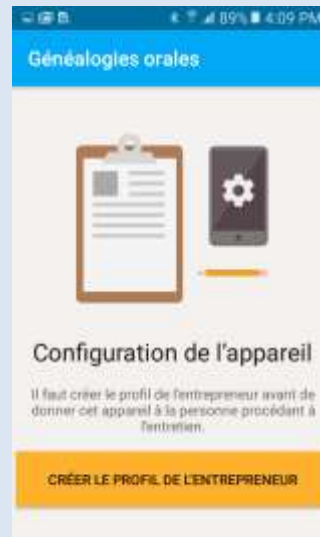 89% 4:09 PM
Généalogies orales
Configuration de l'appareil
Il faut créer le profil de l'entrepreneur avant de
donner cet appareil à la personne procédant à
l'entretien.
CRÉER LE PROFIL DE L'ENTREPRENEUR